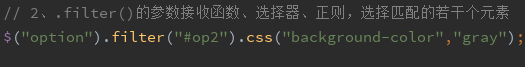 // 2、.filter()的参数接收函数、选择器、正则，选择匹配的若干个元素
$("option").filter("#op2").css("background-color","gray");